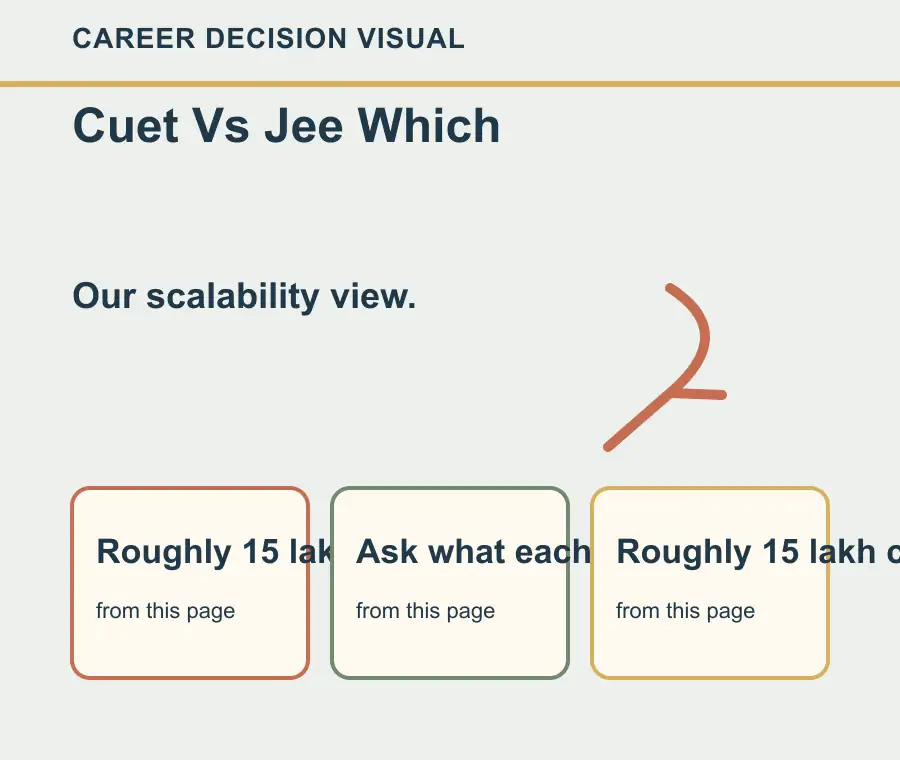 CAREER DECISION VISUAL
Cuet Vs Jee Which
Our scalability view.
Roughly 15 lak
from this page
Ask what each
from this page
Roughly 15 lakh c
from this page